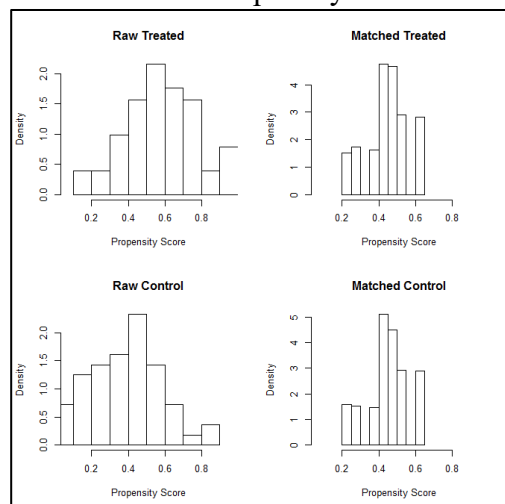 Raw Treated
Density
0.0 0.5 1.0 1.5 2.0
0.2 0.4 0.6 0.8
Propensity Score
Matched Treated
Density
0 1 2 3 4
0.2 0.4 0.6 0.8
Propensity Score
Raw Control
Density
0.0 0.5 1.0 1.5 2.0
0.2 0.4 0.6 0.8
Propensity Score
Matched Control
Density
0 1 2 3 4 5
0.2 0.4 0.6 0.8
Propensity Score